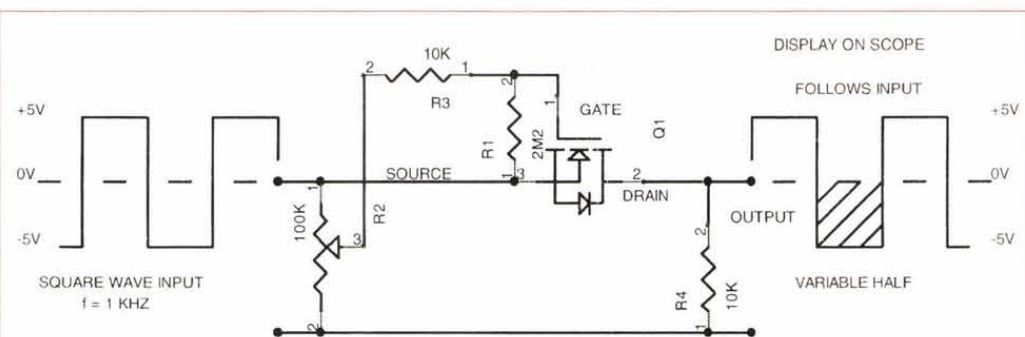 DISPLAY ON SCOPE
FOLLOWS INPUT
10K
2
1
R3
+5V
0V
-5V
SQUARE WAVE INPUT
f = 1 KHZ
1
100K
R2
3
2
SOURCE
2
R1
2M2
1
3
1
GATE
Q1
2
DRAIN
OUTPUT
2
R4
10K
1
+5V
0V
-5V
VARIABLE HALF